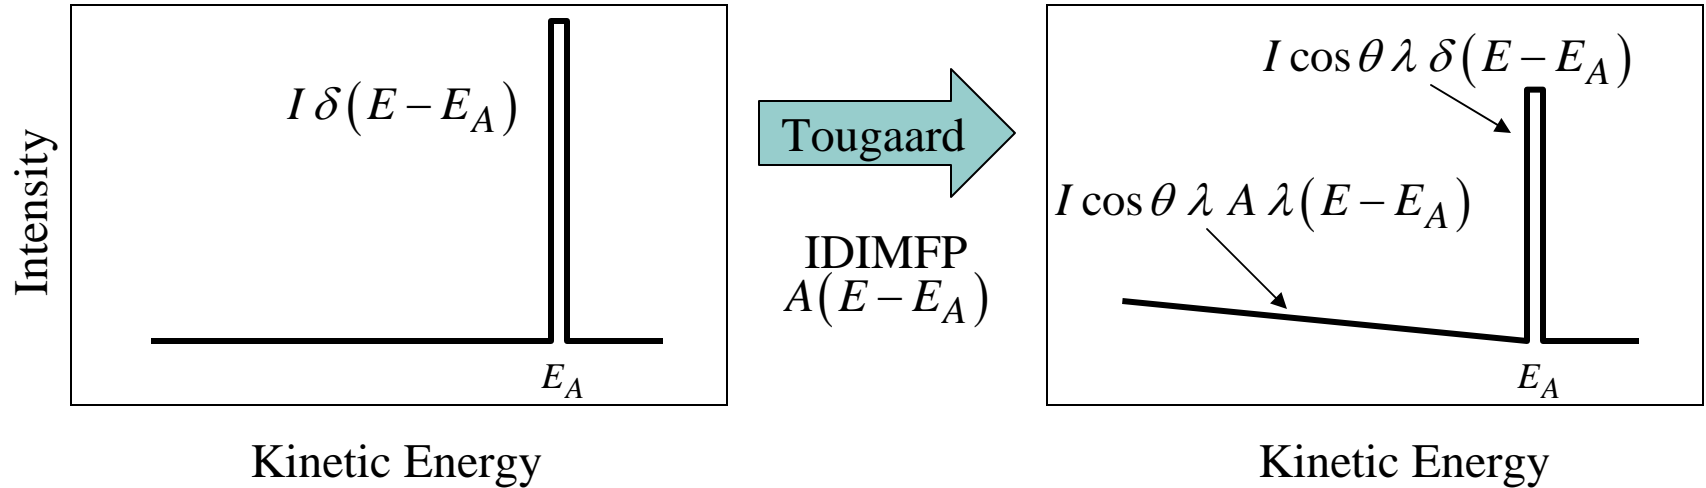 Intensity
I δ(E − E_A)
E_A
Kinetic Energy
Tougaard
IDIMFP
A(E − E_A)
I cos θ λ δ(E − E_A)
I cos θ λ A λ(E − E_A)
E_A
Kinetic Energy